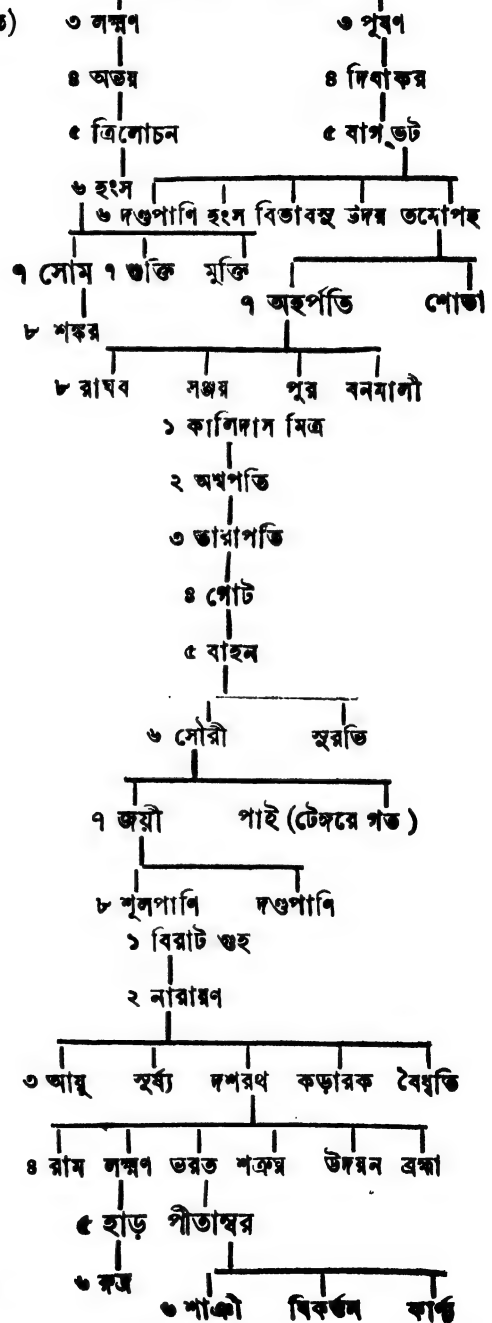 ৩ লক্ষ্মণ ৩ পূষণ
৪ অভয় ৪ দিবাকর
৫ ত্রিলোচন ৫ বাগ্ভট
৬ হংস
৬ দণ্ডপাণি হংস বিভাবসু উদয় তমোপহ
৭ সোম ৭ শুক্তি মুক্তি
৭ অহর্পতি শোভা
৮ শঙ্কর
৮ রাঘব সঞ্জয় পুর বনমালী
১ কালিদাস মিত্র
২ অশ্বপতি
৩ তারাপতি
৪ গোট
৫ বাহন
৬ সৌরী সুরভি
৭ জয়ী পাই (টেঙ্গরে গত)
৮ শূলপাণি দণ্ডপাণি
১ বিরাট গুহ
২ নারায়ণ
৩ আয়ু সূর্য্য দশরথ কড়ারক বৈধৃতি
৪ রাম লক্ষ্মণ ভরত শত্রুঘ্ন উদয়ন ব্রহ্মা
৫ হাড় পীতাম্বর
৬ রুদ্র
৬ শাঞী বিকর্ত্তন